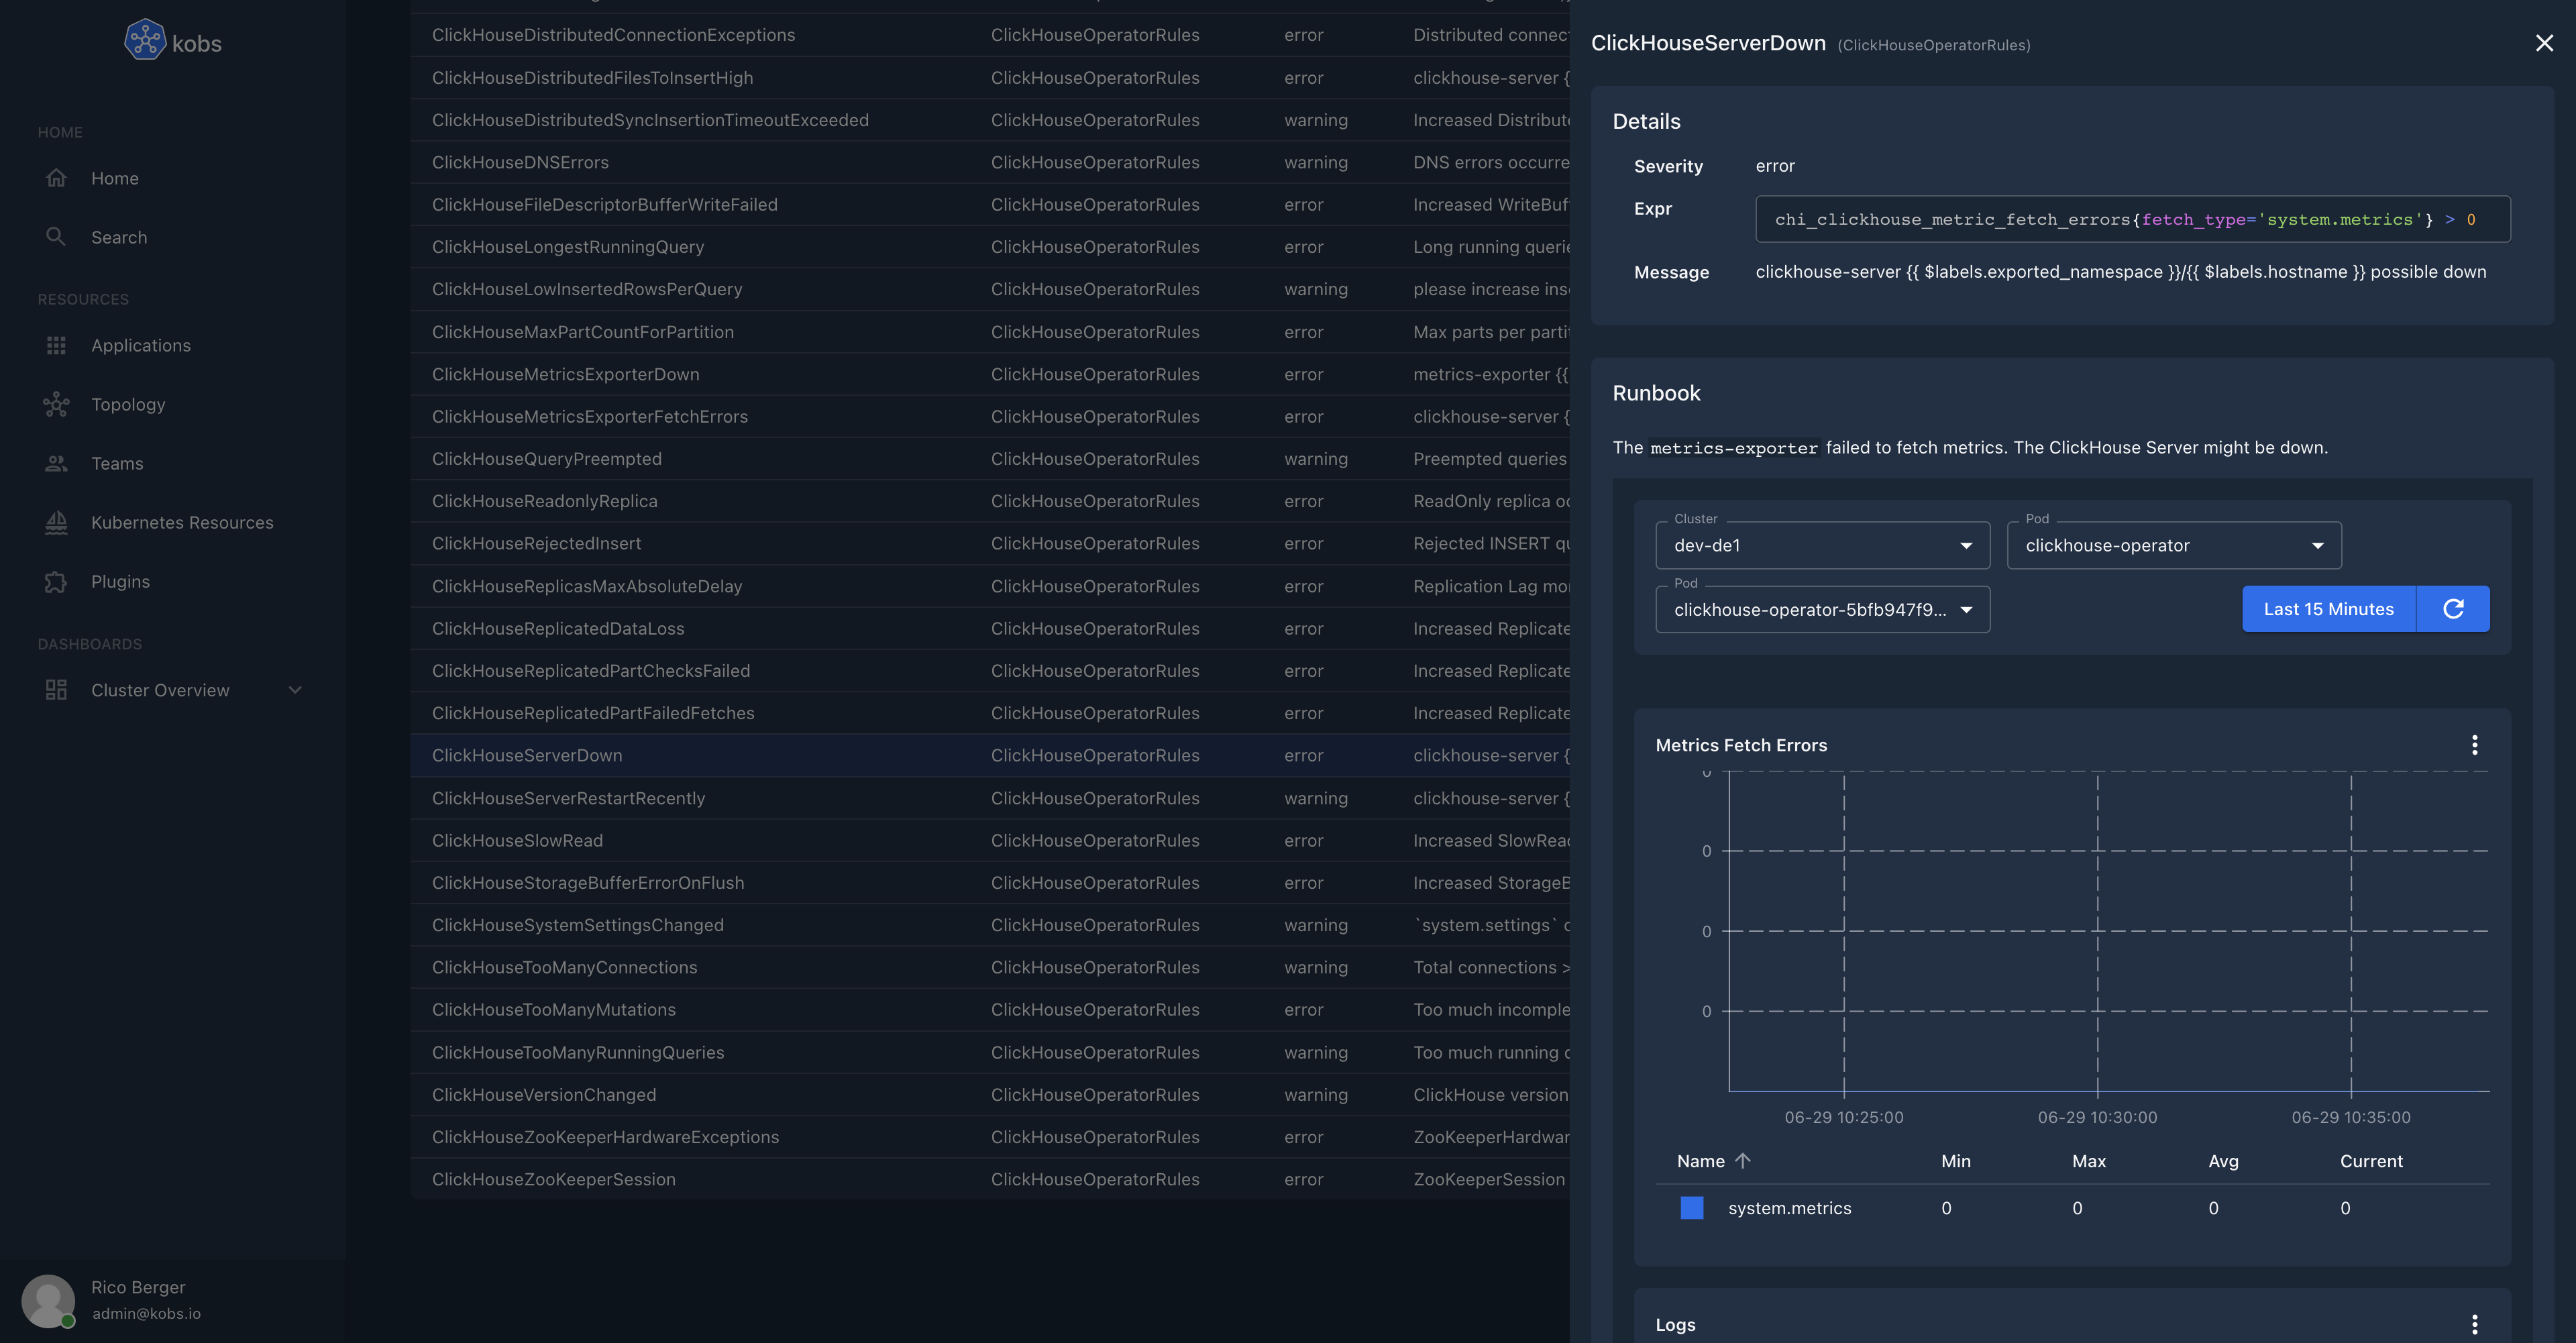 kobs
HOME
Home
Search
RESOURCES
Applications
Topology
Teams
Kubernetes Resources
Plugins
DASHBOARDS
Cluster Overview
Rico Berger
admin@kobs.io
ClickHouseDistributedConnectionExceptions ClickHouseOperatorRules error Distributed connec
ClickHouseDistributedFilesToInsertHigh ClickHouseOperatorRules error clickhouse-server {
ClickHouseDistributedSyncInsertionTimeoutExceeded ClickHouseOperatorRules warning Increased Distribut
ClickHouseDNSErrors ClickHouseOperatorRules warning DNS errors occurre
ClickHouseFileDescriptorBufferWriteFailed ClickHouseOperatorRules error Increased WriteBuf
ClickHouseLongestRunningQuery ClickHouseOperatorRules error Long running querie
ClickHouseLowInsertedRowsPerQuery ClickHouseOperatorRules warning please increase ins
ClickHouseMaxPartCountForPartition ClickHouseOperatorRules error Max parts per parti
ClickHouseMetricsExporterDown ClickHouseOperatorRules error metrics-exporter {{
ClickHouseMetricsExporterFetchErrors ClickHouseOperatorRules error clickhouse-server {
ClickHouseQueryPreempted ClickHouseOperatorRules warning Preempted queries
ClickHouseReadonlyReplica ClickHouseOperatorRules error ReadOnly replica oc
ClickHouseRejectedInsert ClickHouseOperatorRules error Rejected INSERT qu
ClickHouseReplicasMaxAbsoluteDelay ClickHouseOperatorRules error Replication Lag mo
ClickHouseReplicatedDataLoss ClickHouseOperatorRules error Increased Replicate
ClickHouseReplicatedPartChecksFailed ClickHouseOperatorRules error Increased Replicate
ClickHouseReplicatedPartFailedFetches ClickHouseOperatorRules error Increased Replicate
ClickHouseServerDown ClickHouseOperatorRules error clickhouse-server {
ClickHouseServerRestartRecently ClickHouseOperatorRules warning clickhouse-server {
ClickHouseSlowRead ClickHouseOperatorRules error Increased SlowRea
ClickHouseStorageBufferErrorOnFlush ClickHouseOperatorRules error Increased StorageB
ClickHouseSystemSettingsChanged ClickHouseOperatorRules warning `system.settings` c
ClickHouseTooManyConnections ClickHouseOperatorRules warning Total connections >
ClickHouseTooManyMutations ClickHouseOperatorRules error Too much incomple
ClickHouseTooManyRunningQueries ClickHouseOperatorRules warning Too much running
ClickHouseVersionChanged ClickHouseOperatorRules warning ClickHouse version
ClickHouseZooKeeperHardwareExceptions ClickHouseOperatorRules error ZooKeeperHardwar
ClickHouseZooKeeperSession ClickHouseOperatorRules error ZooKeeperSession
ClickHouseServerDown (ClickHouseOperatorRules)
Details
Severity error
Expr chi_clickhouse_metric_fetch_errors{fetch_type='system.metrics'} > 0
Message clickhouse-server {{ $labels.exported_namespace }}/{{ $labels.hostname }} possible down
Runbook
The metrics-exporter failed to fetch metrics. The ClickHouse Server might be down.
Cluster Pod
dev-de1 clickhouse-operator
Pod
clickhouse-operator-5bfb947f9... Last 15 Minutes
Metrics Fetch Errors
0
0
0
0
06-29 10:25:00 06-29 10:30:00 06-29 10:35:00
Name Min Max Avg Current
system.metrics 0 0 0 0
Logs